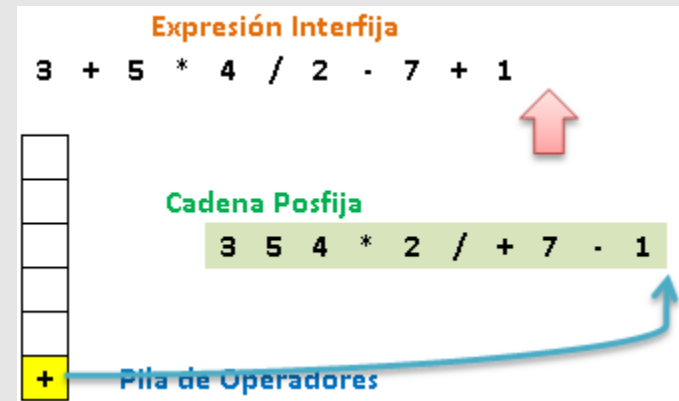 Expresión Interfija
3 + 5 * 4 / 2 - 7 + 1
Cadena Posfija
3 5 4 * 2 / + 7 - 1
+
Pila de Operadores